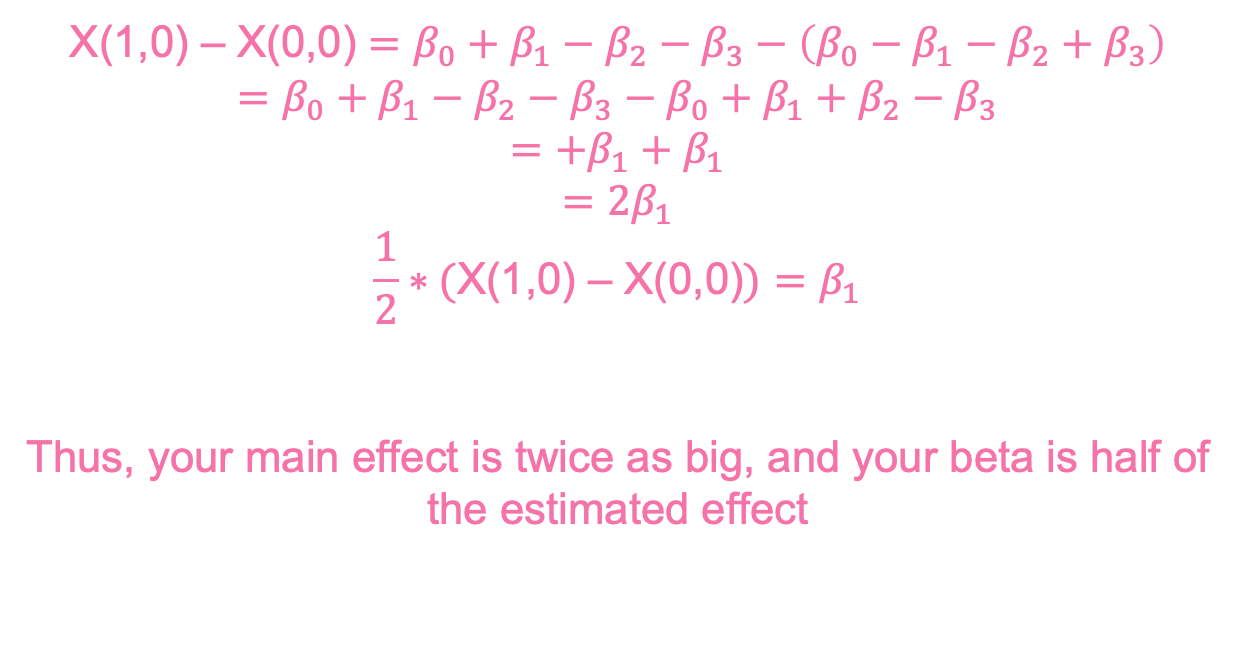 X(1,0) – X(0,0) = β₀ + β₁ − β₂ − β₃ − (β₀ − β₁ − β₂ + β₃)
= β₀ + β₁ − β₂ − β₃ − β₀ + β₁ + β₂ − β₃
= +β₁ + β₁
= 2β₁
1/2 ∗ (X(1,0) – X(0,0)) = β₁
Thus, your main effect is twice as big, and your beta is half of
the estimated effect